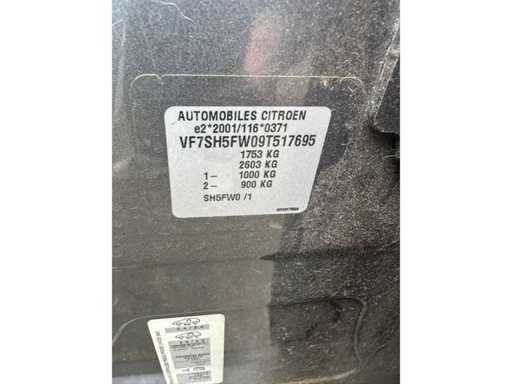 AUTOMOBILES CITROEN
e2*2001/116*0371
VF7SH5FW09T517695
1753 KG
2603 KG
1- 1000 KG
2- 900 KG
SH5FW0 /1